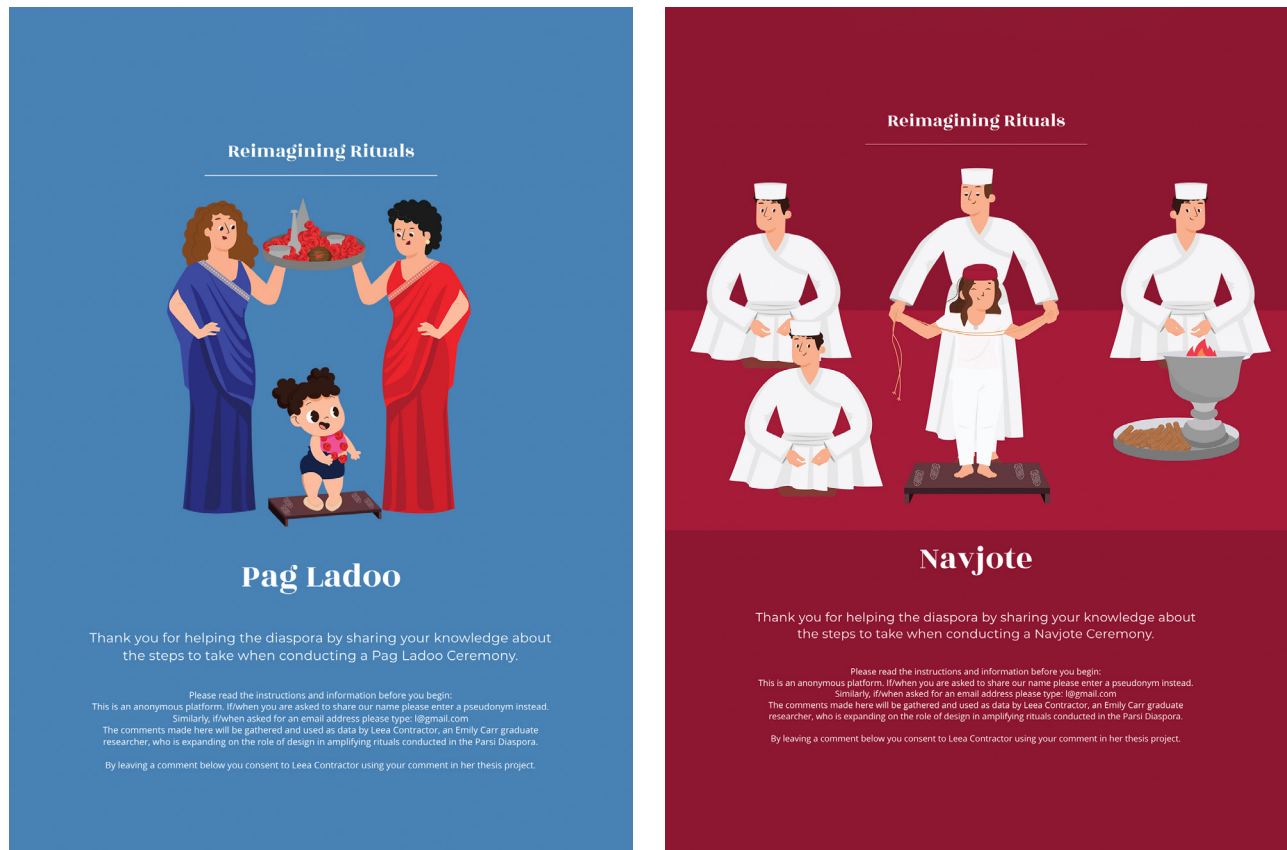 Reimagining Rituals
Pag Ladoo
Thank you for helping the diaspora by sharing your knowledge about
the steps to take when conducting a Pag Ladoo Ceremony.
Please read the instructions and information before you begin:
This is an anonymous platform. If/when you are asked to share our name please enter a pseudonym instead.
Similarly, if/when asked for an email address please type: l@gmail.com
The comments made here will be gathered and used as data by Leea Contractor, an Emily Carr graduate
researcher, who is expanding on the role of design in amplifying rituals conducted in the Parsi Diaspora.
By leaving a comment below you consent to Leea Contractor using your comment in her thesis project.
Reimagining Rituals
Navjote
Thank you for helping the diaspora by sharing your knowledge about
the steps to take when conducting a Navjote Ceremony.
Please read the instructions and information before you begin:
This is an anonymous platform. If/when you are asked to share our name please enter a pseudonym instead.
Similarly, if/when asked for an email address please type: l@gmail.com
The comments made here will be gathered and used as data by Leea Contractor, an Emily Carr graduate
researcher, who is expanding on the role of design in amplifying rituals conducted in the Parsi Diaspora.
By leaving a comment below you consent to Leea Contractor using your comment in her thesis project.